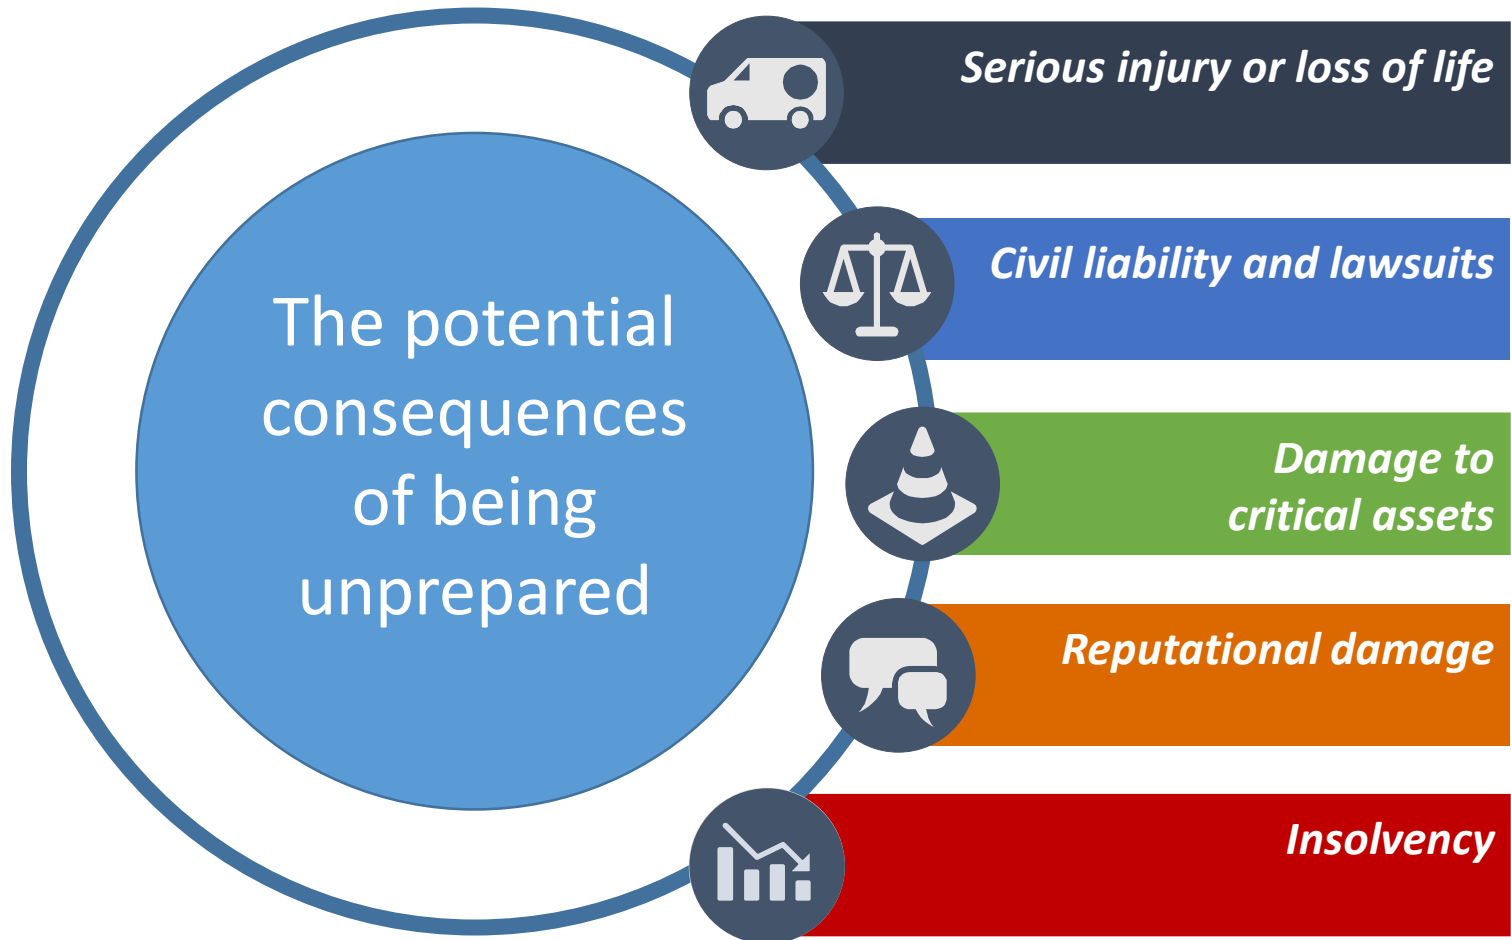 The potential
consequences
of being
unprepared
Serious injury or loss of life
Civil liability and lawsuits
Damage to
critical assets
Reputational damage
Insolvency